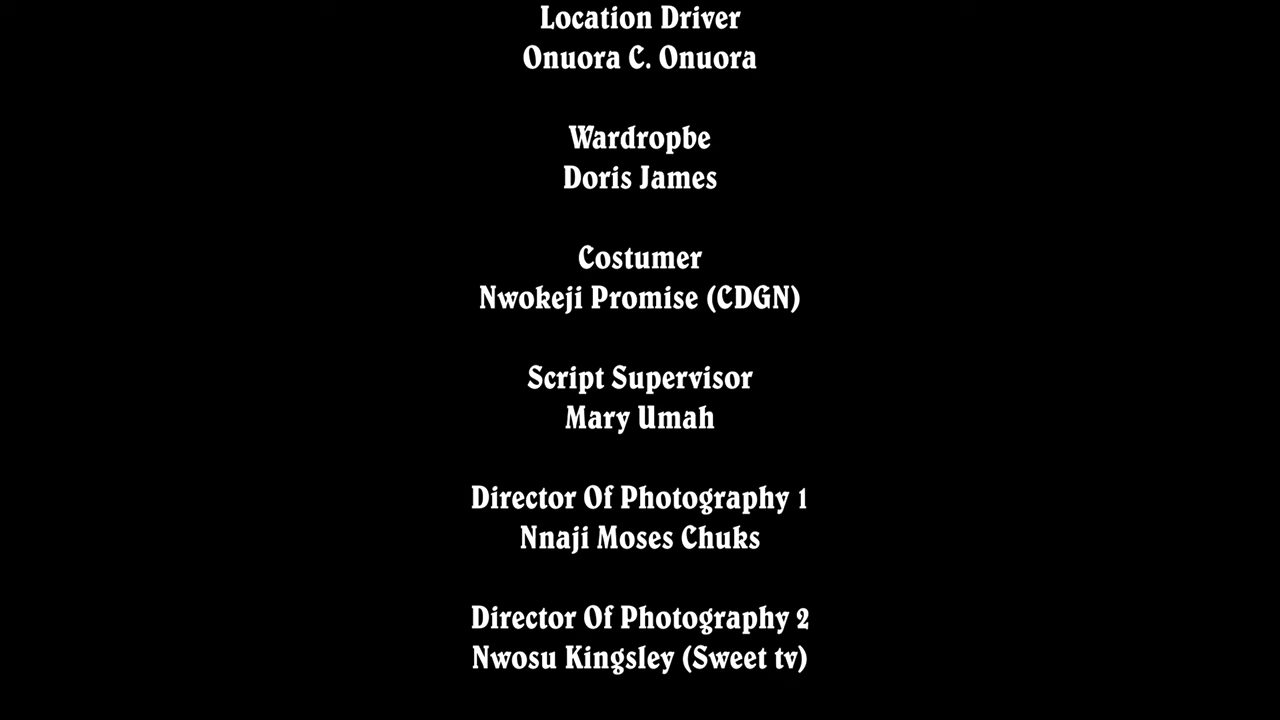 Location Driver
Onuora C. Onuora
Wardropbe
Doris James
Costumer
Nwokeji Promise (CDGN)
Script Supervisor
Mary Umah
Director Of Photography 1
Nnaji Moses Chuks
Director Of Photography 2
Nwosu Kingsley (Sweet tv)